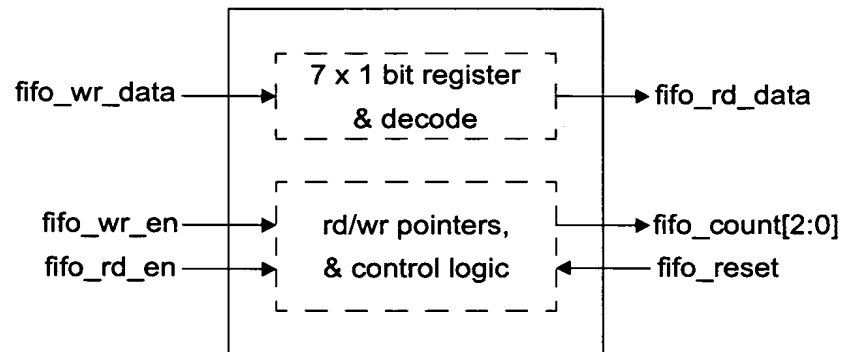 7 x 1 bit register
& decode
fifo_wr_data
fifo_rd_data
fifo_wr_en
fifo_rd_en
rd/wr pointers,
& control logic
fifo_count[2:0]
fifo_reset